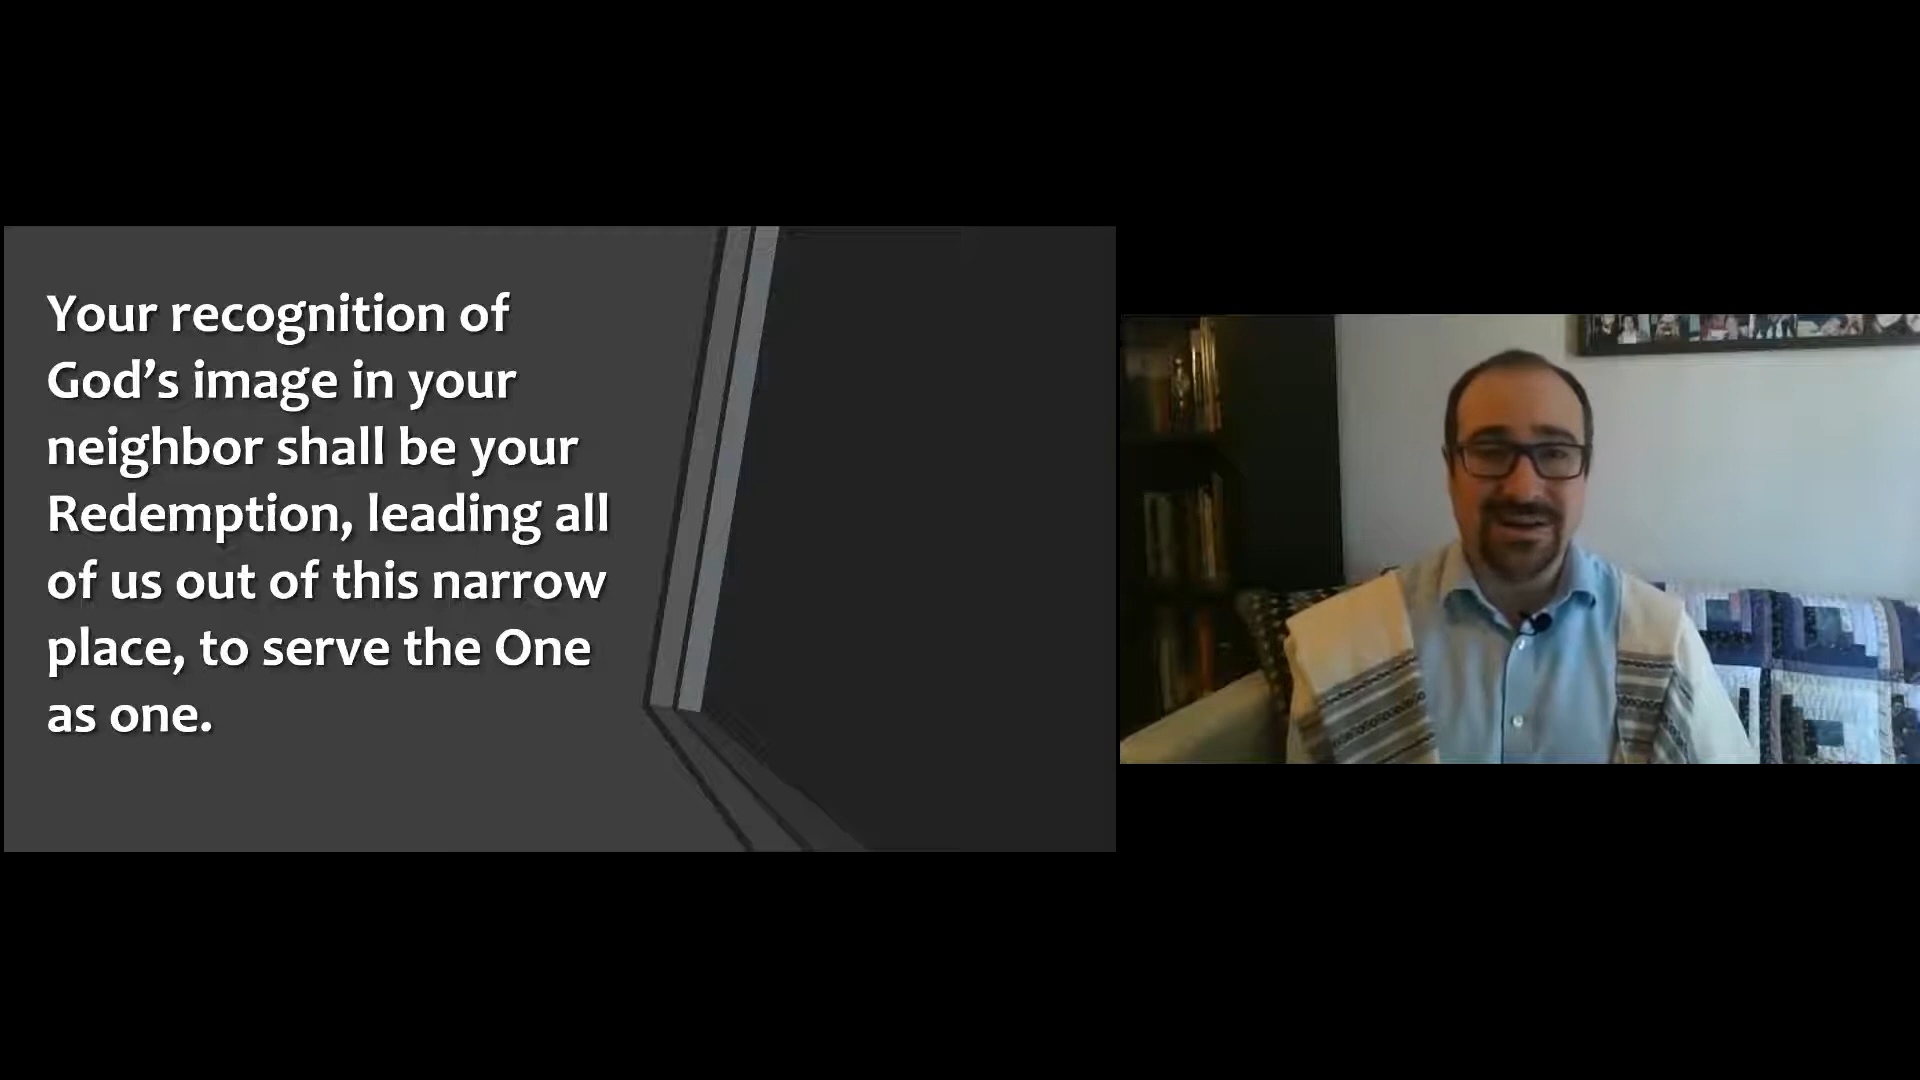 Your recognition of
God’s image in your
neighbor shall be your
Redemption, leading all
of us out of this narrow
place, to serve the One
as one.